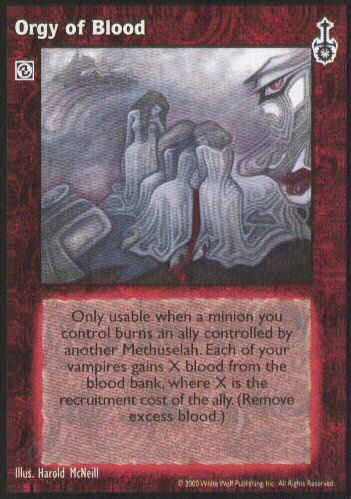 Orgy of Blood
Only usable when a minion you
control burns an ally controlled by
another Methuselah. Each of your
vampires gains X blood from the
blood bank, where X is the
recruitment cost of the ally. (Remove
excess blood.)
Illus. Harold McNeill
© 2000 White Wolf Publishing, Inc. All Rights Reserved.